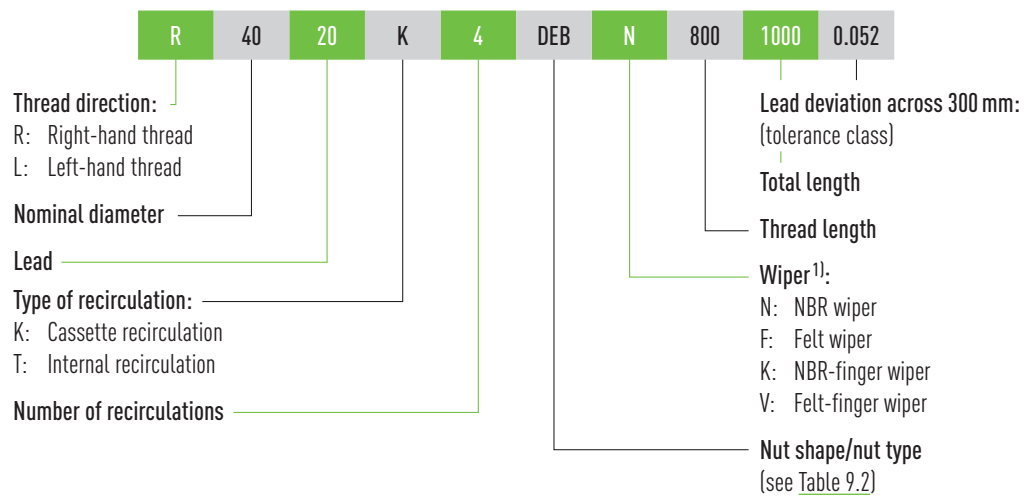 R 40 20 K 4 DEB N 800 1000 0.052
Thread direction:
R: Right-hand thread
L: Left-hand thread
Nominal diameter
Lead
Type of recirculation:
K: Cassette recirculation
T: Internal recirculation
Number of recirculations
Lead deviation across 300 mm:
(tolerance class)
Total length
Thread length
Wiper 1):
N: NBR wiper
F: Felt wiper
K: NBR-finger wiper
V: Felt-finger wiper
Nut shape/nut type
(see Table 9.2)